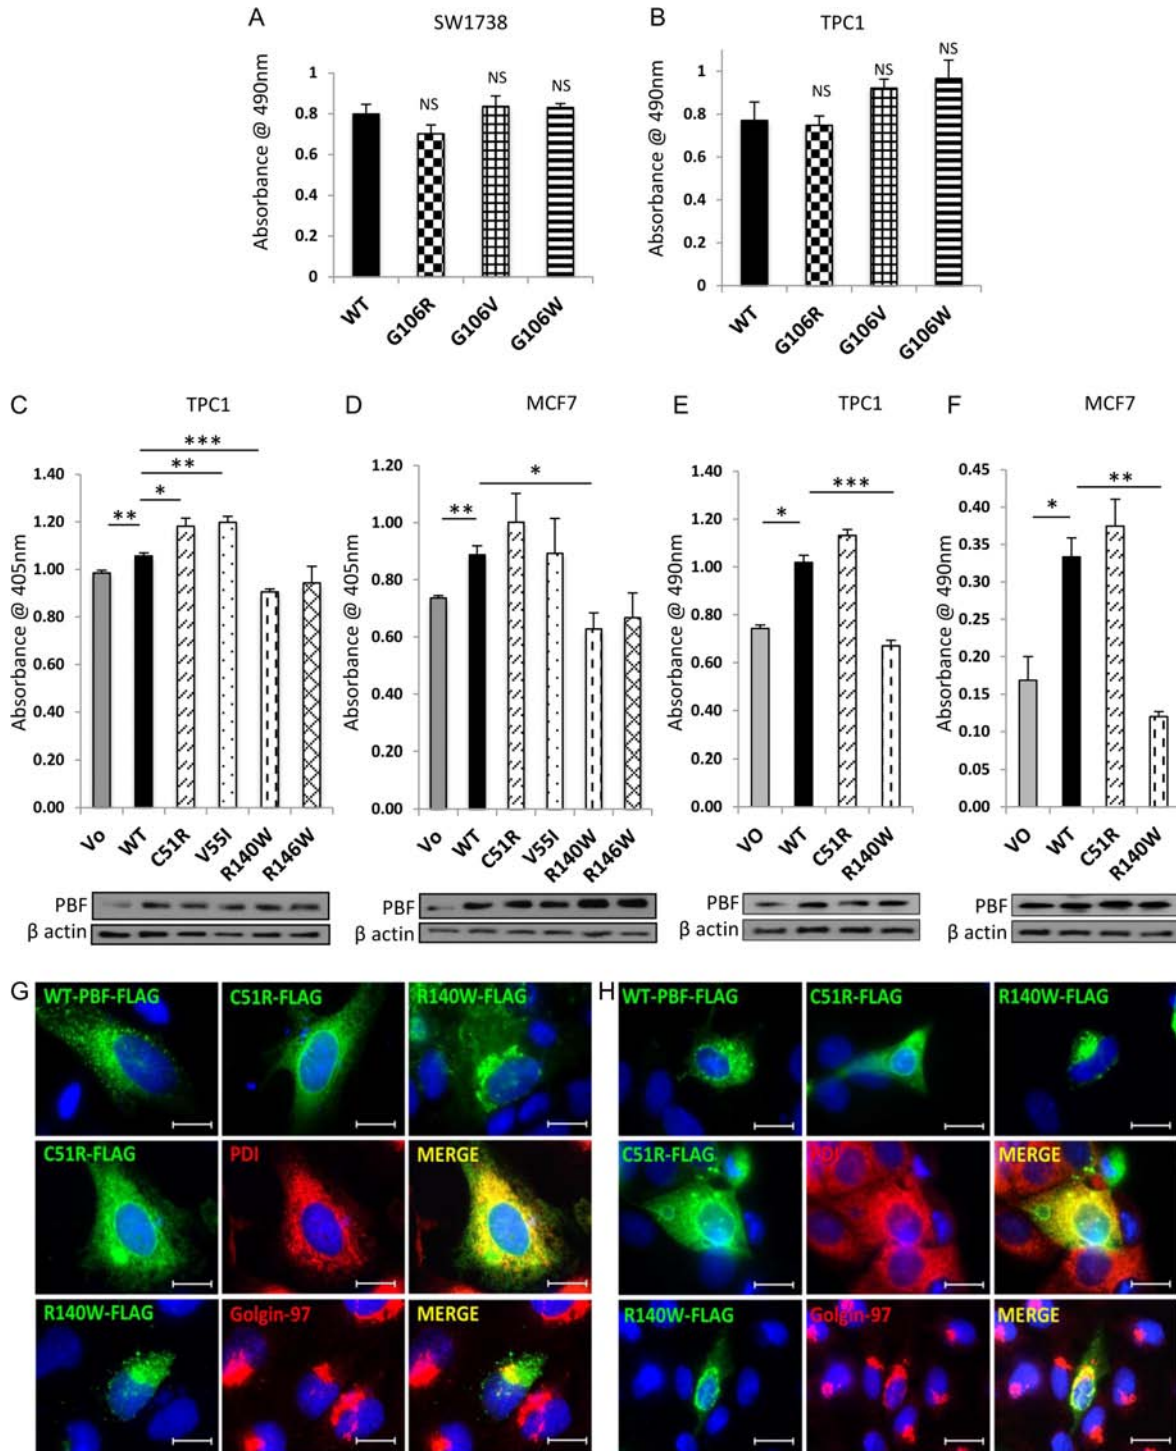 A
SW1738
Absorbance @ 490nm
1
0.8
0.6
0.4
0.2
0
NS
NS
NS
WT
G106R
G106V
G106W
B
TPC1
Absorbance @ 490nm
1
0.8
0.6
0.4
0.2
0
NS
NS
NS
WT
G106R
G106V
G106W
C
TPC1
Absorbance @ 405nm
1.40
1.20
1.00
0.80
0.60
0.40
0.20
0.00
***
**
*
**
Vo
WT
C51R
V55I
R140W
R146W
PBF
β actin
D
MCF7
Absorbance @ 405nm
1.20
1.00
0.80
0.60
0.40
0.20
0.00
*
**
Vo
WT
C51R
V55I
R140W
R146W
PBF
β actin
E
TPC1
Absorbance @ 490nm
1.40
1.20
1.00
0.80
0.60
0.40
0.20
0.00
***
*
VO
WT
C51R
R140W
PBF
β actin
F
MCF7
Absorbance @ 490nm
0.45
0.40
0.35
0.30
0.25
0.20
0.15
0.10
0.05
0.00
**
*
VO
WT
C51R
R140W
PBF
β actin
G
WT-PBF-FLAG
C51R-FLAG
R140W-FLAG
C51R-FLAG
PDI
MERGE
R140W-FLAG
Golgin-97
MERGE
H
WT-PBF-FLAG
C51R-FLAG
R140W-FLAG
C51R-FLAG
PDI
MERGE
R140W-FLAG
Golgin-97
MERGE